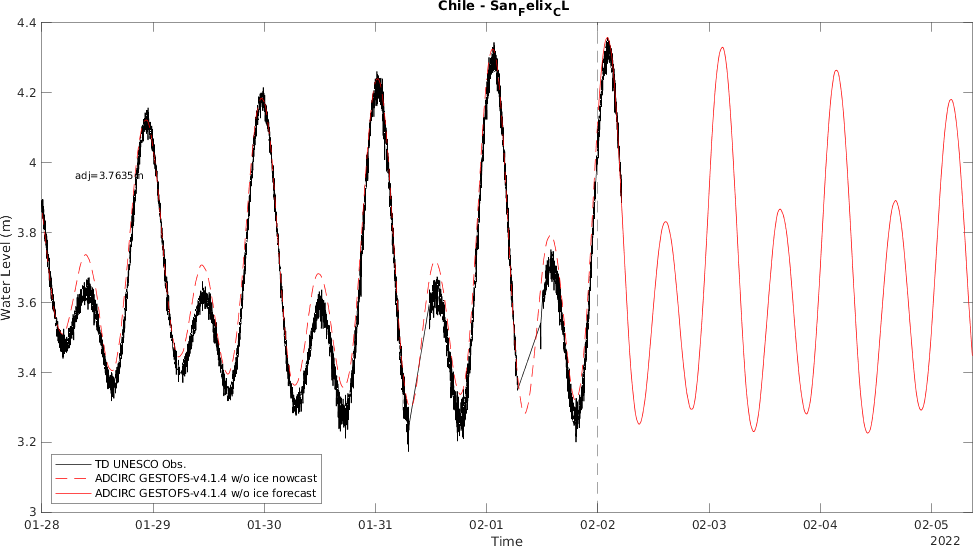 Chile - SanFelixCL
4.4
4.2
4
adj=3.7635m
3.8
3.6
3.4
3.2
3
Water Level (m)
TD UNESCO Obs.
ADCIRC GESTOFS-v4.1.4 w/o ice nowcast
ADCIRC GESTOFS-v4.1.4 w/o ice forecast
01-28 01-29 01-30 01-31 02-01 02-02 02-03 02-04 02-05
Time
2022